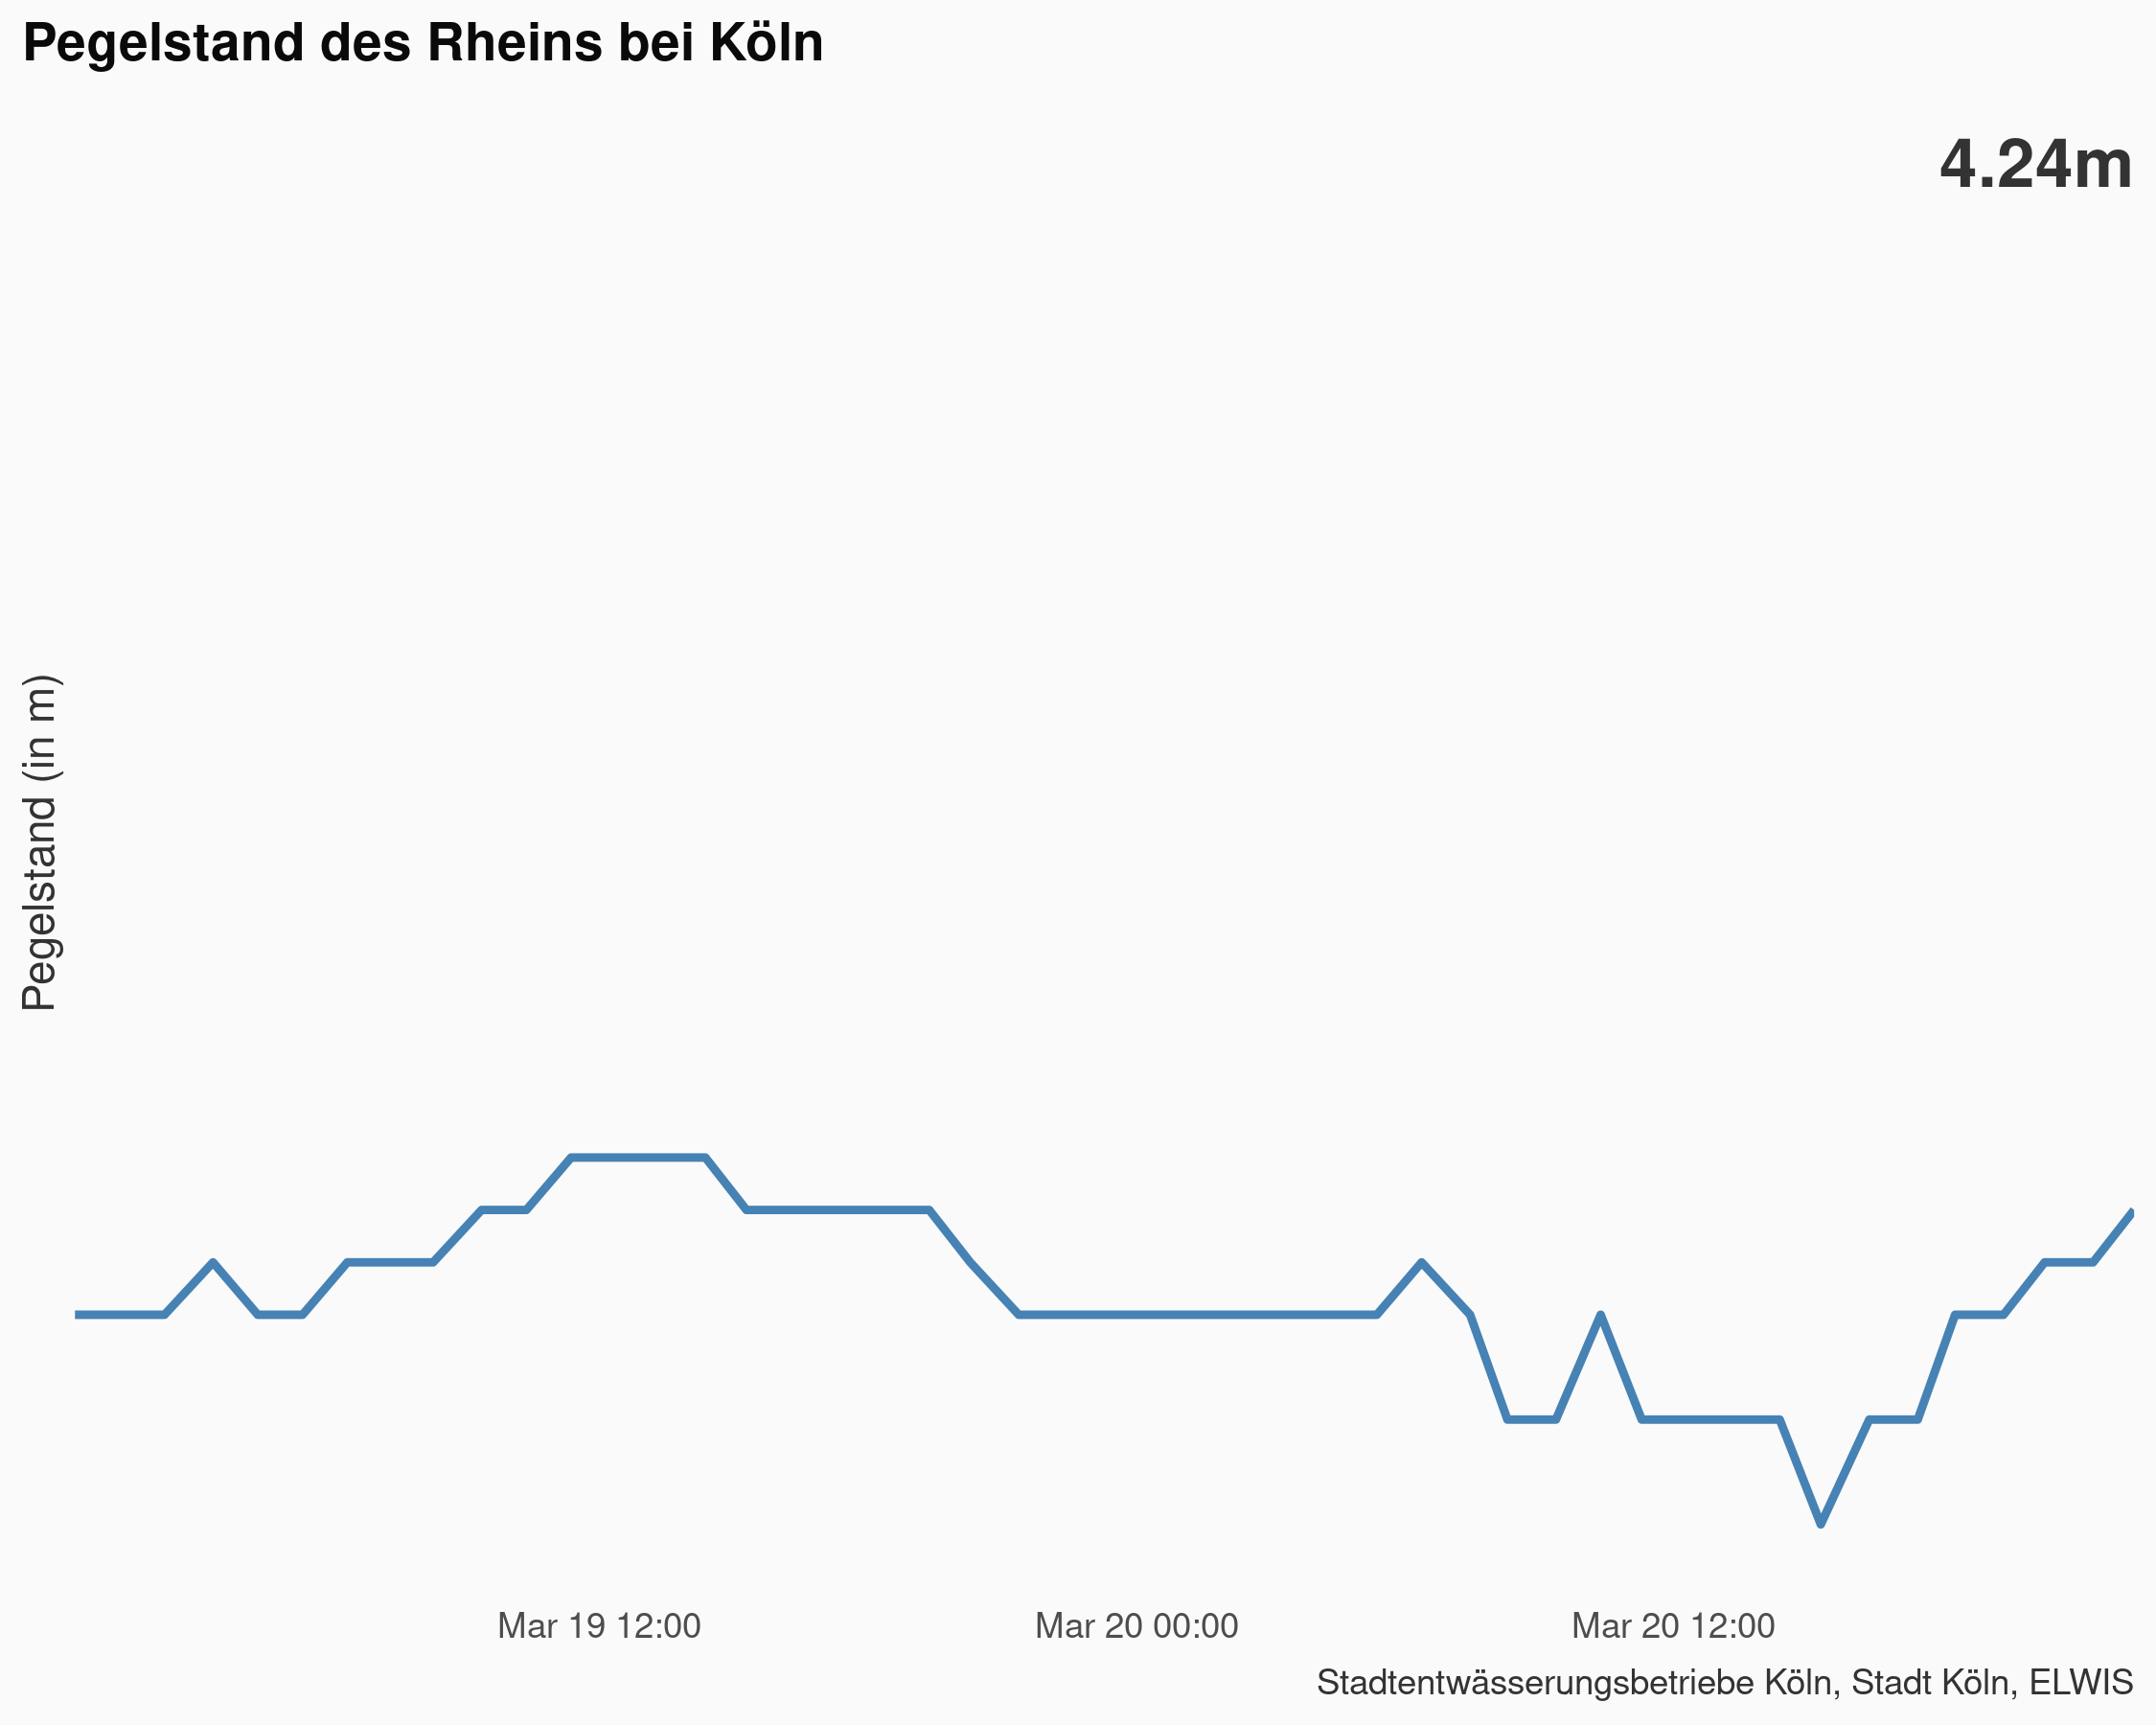 Pegelstand des Rheins bei Köln
4.24m
Pegelstand (in m)
Mar 19 12:00
Mar 20 00:00
Mar 20 12:00
Stadtentwässerungsbetriebe Köln, Stadt Köln, ELWIS